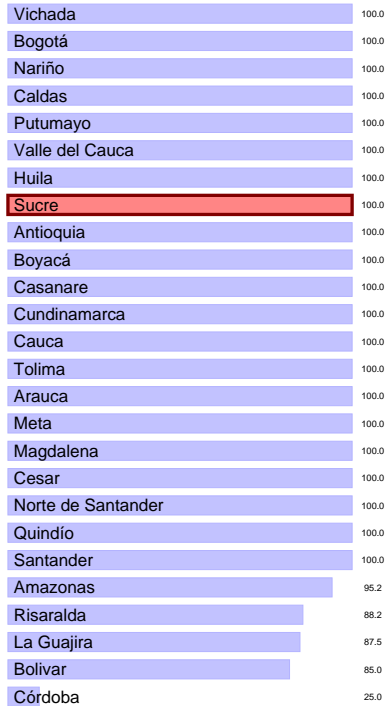 Vichada 100.0
Bogotá 100.0
Nariño 100.0
Caldas 100.0
Putumayo 100.0
Valle del Cauca 100.0
Huila 100.0
Sucre 100.0
Antioquia 100.0
Boyacá 100.0
Casanare 100.0
Cundinamarca 100.0
Cauca 100.0
Tolima 100.0
Arauca 100.0
Meta 100.0
Magdalena 100.0
Cesar 100.0
Norte de Santander 100.0
Quindío 100.0
Santander 100.0
Amazonas 95.2
Risaralda 88.2
La Guajira 87.5
Bolivar 85.0
Córdoba 25.0